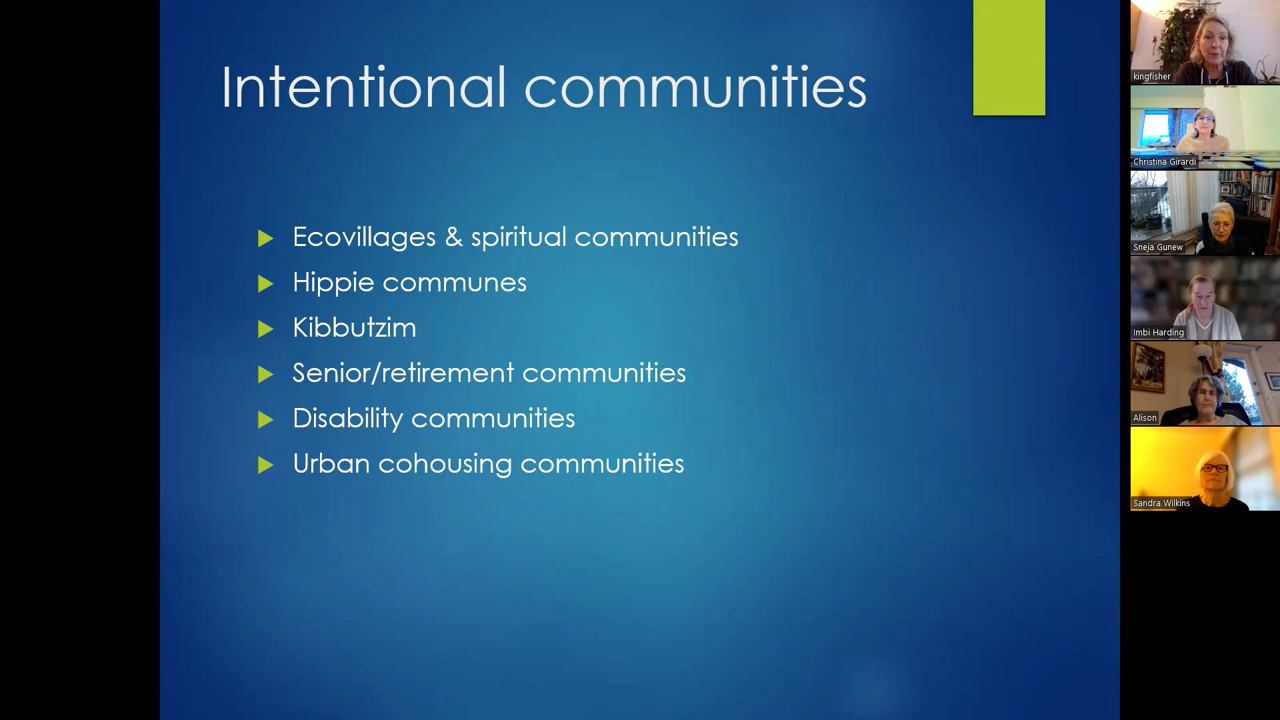 Intentional communities
Ecovillages & spiritual communities
Hippie communes
Kibbutzim
Senior/retirement communities
Disability communities
Urban cohousing communities
kingfisher
Christina Girardi
Sneja Gunew
Imbi Harding
Alison
Sandra Wilkins